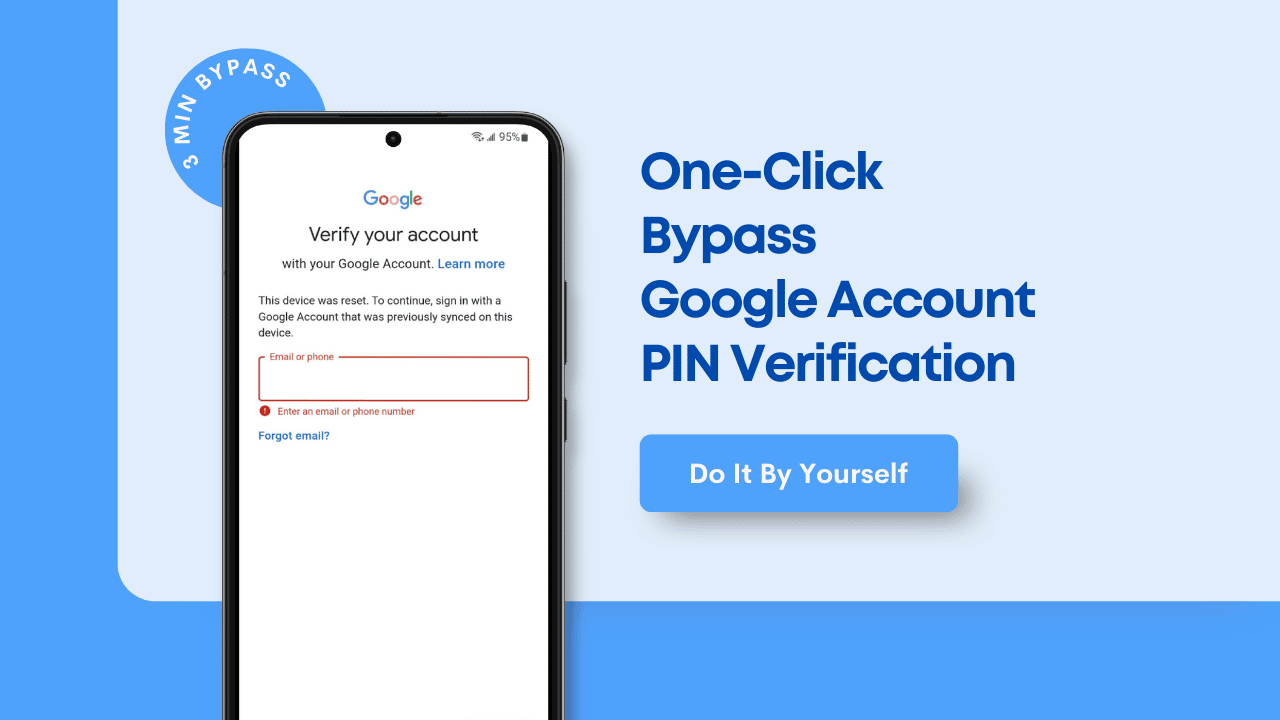 3 MIN BYPASS
95%
Google
Verify your account
with your Google Account. Learn more
This device was reset. To continue, sign in with a
Google Account that was previously synced on this
device.
Email or phone
Enter an email or phone number
Forgot email?
One-Click
Bypass
Google Account
PIN Verification
Do It By Yourself